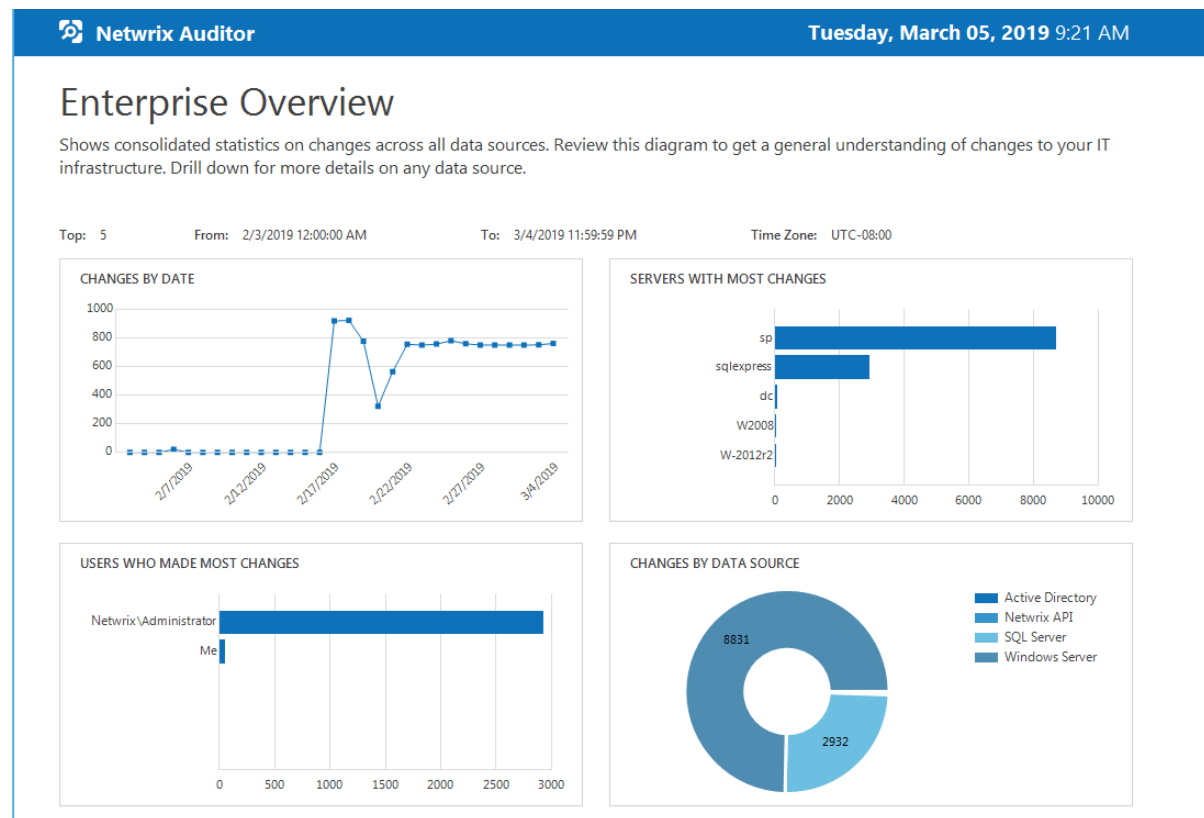 Netwrix Auditor
Tuesday, March 05, 2019 9:21 AM
Enterprise Overview
Shows consolidated statistics on changes across all data sources. Review this diagram to get a general understanding of changes to your IT
infrastructure. Drill down for more details on any data source.
Top: 5 From: 2/3/2019 12:00:00 AM To: 3/4/2019 11:59:59 PM Time Zone: UTC-08:00
CHANGES BY DATE
1000
800
600
400
200
0
2/7/2019 2/12/2019 2/17/2019 2/22/2019 2/27/2019 3/4/2019
SERVERS WITH MOST CHANGES
sp
sqlexpress
dc
W2008
W-2012r2
0 2000 4000 6000 8000 10000
USERS WHO MADE MOST CHANGES
Netwrix\Administrator
Me
0 500 1000 1500 2000 2500 3000
CHANGES BY DATA SOURCE
8831
2932
Active Directory
Netwrix API
SQL Server
Windows Server